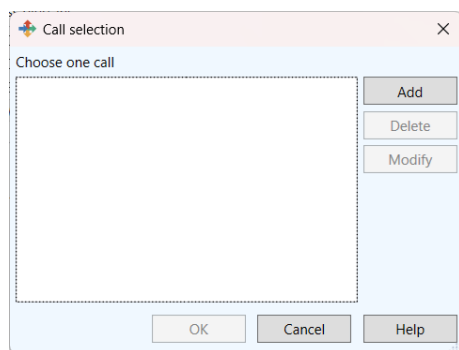 Call selection
Choose one call
Add
Delete
Modify
OK Cancel Help